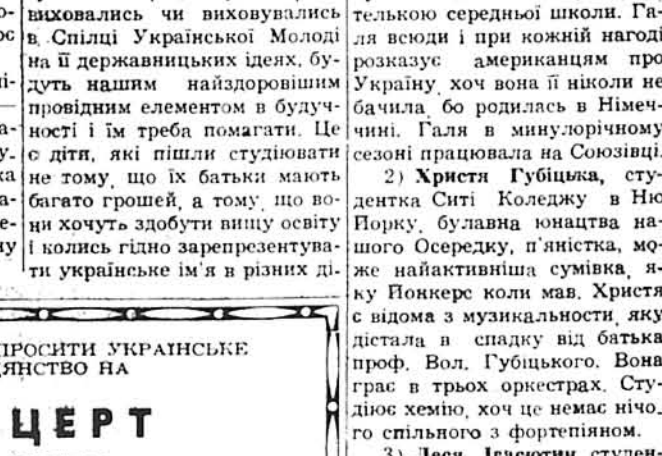 виховались чи виховувались
в Спілці Української Молоді
на її державницьких ідеях, бу-
дуть нашим найздоровішим
провідним елементом в будуч-
ності і їм треба помагати. Це
є діти, які пішли студіювати
не тому, що їх батьки мають
багато грошей, а тому, що во-
ни хочуть здобути вищу освіту
і колись гідно зарепрезентува-
ти українське ім'я в різних ді-
ПРОСИТИ УКРАІНСЬКЕ
НА
ЦЕРТ
телькою середньої школи. Га-
ля всюди і при кожній нагоді
розказує американцям про
Україну, хоч вона її ніколи не
бачила, бо родилась в Німеч-
чині. Галя в минулорічному
сезоні працювала на Союзівці.
2) Христя Губіцька, сту-
дентка Ситі Коледжу в Ню
Йорку, булавна юнацтва на-
шого Осередку, п'яністка, мо-
же найактивніша сумівка, я-
ку Йонкерс коли мав. Христя
є відома з музикальности, яку
дістала в спадку від батька
проф. Вол. Губіцького. Вона
грає в трьох оркестрах. Сту-
діює хемію, хоч це немає нічо-
го спільного з фортепіяном.
3) Леся студен-